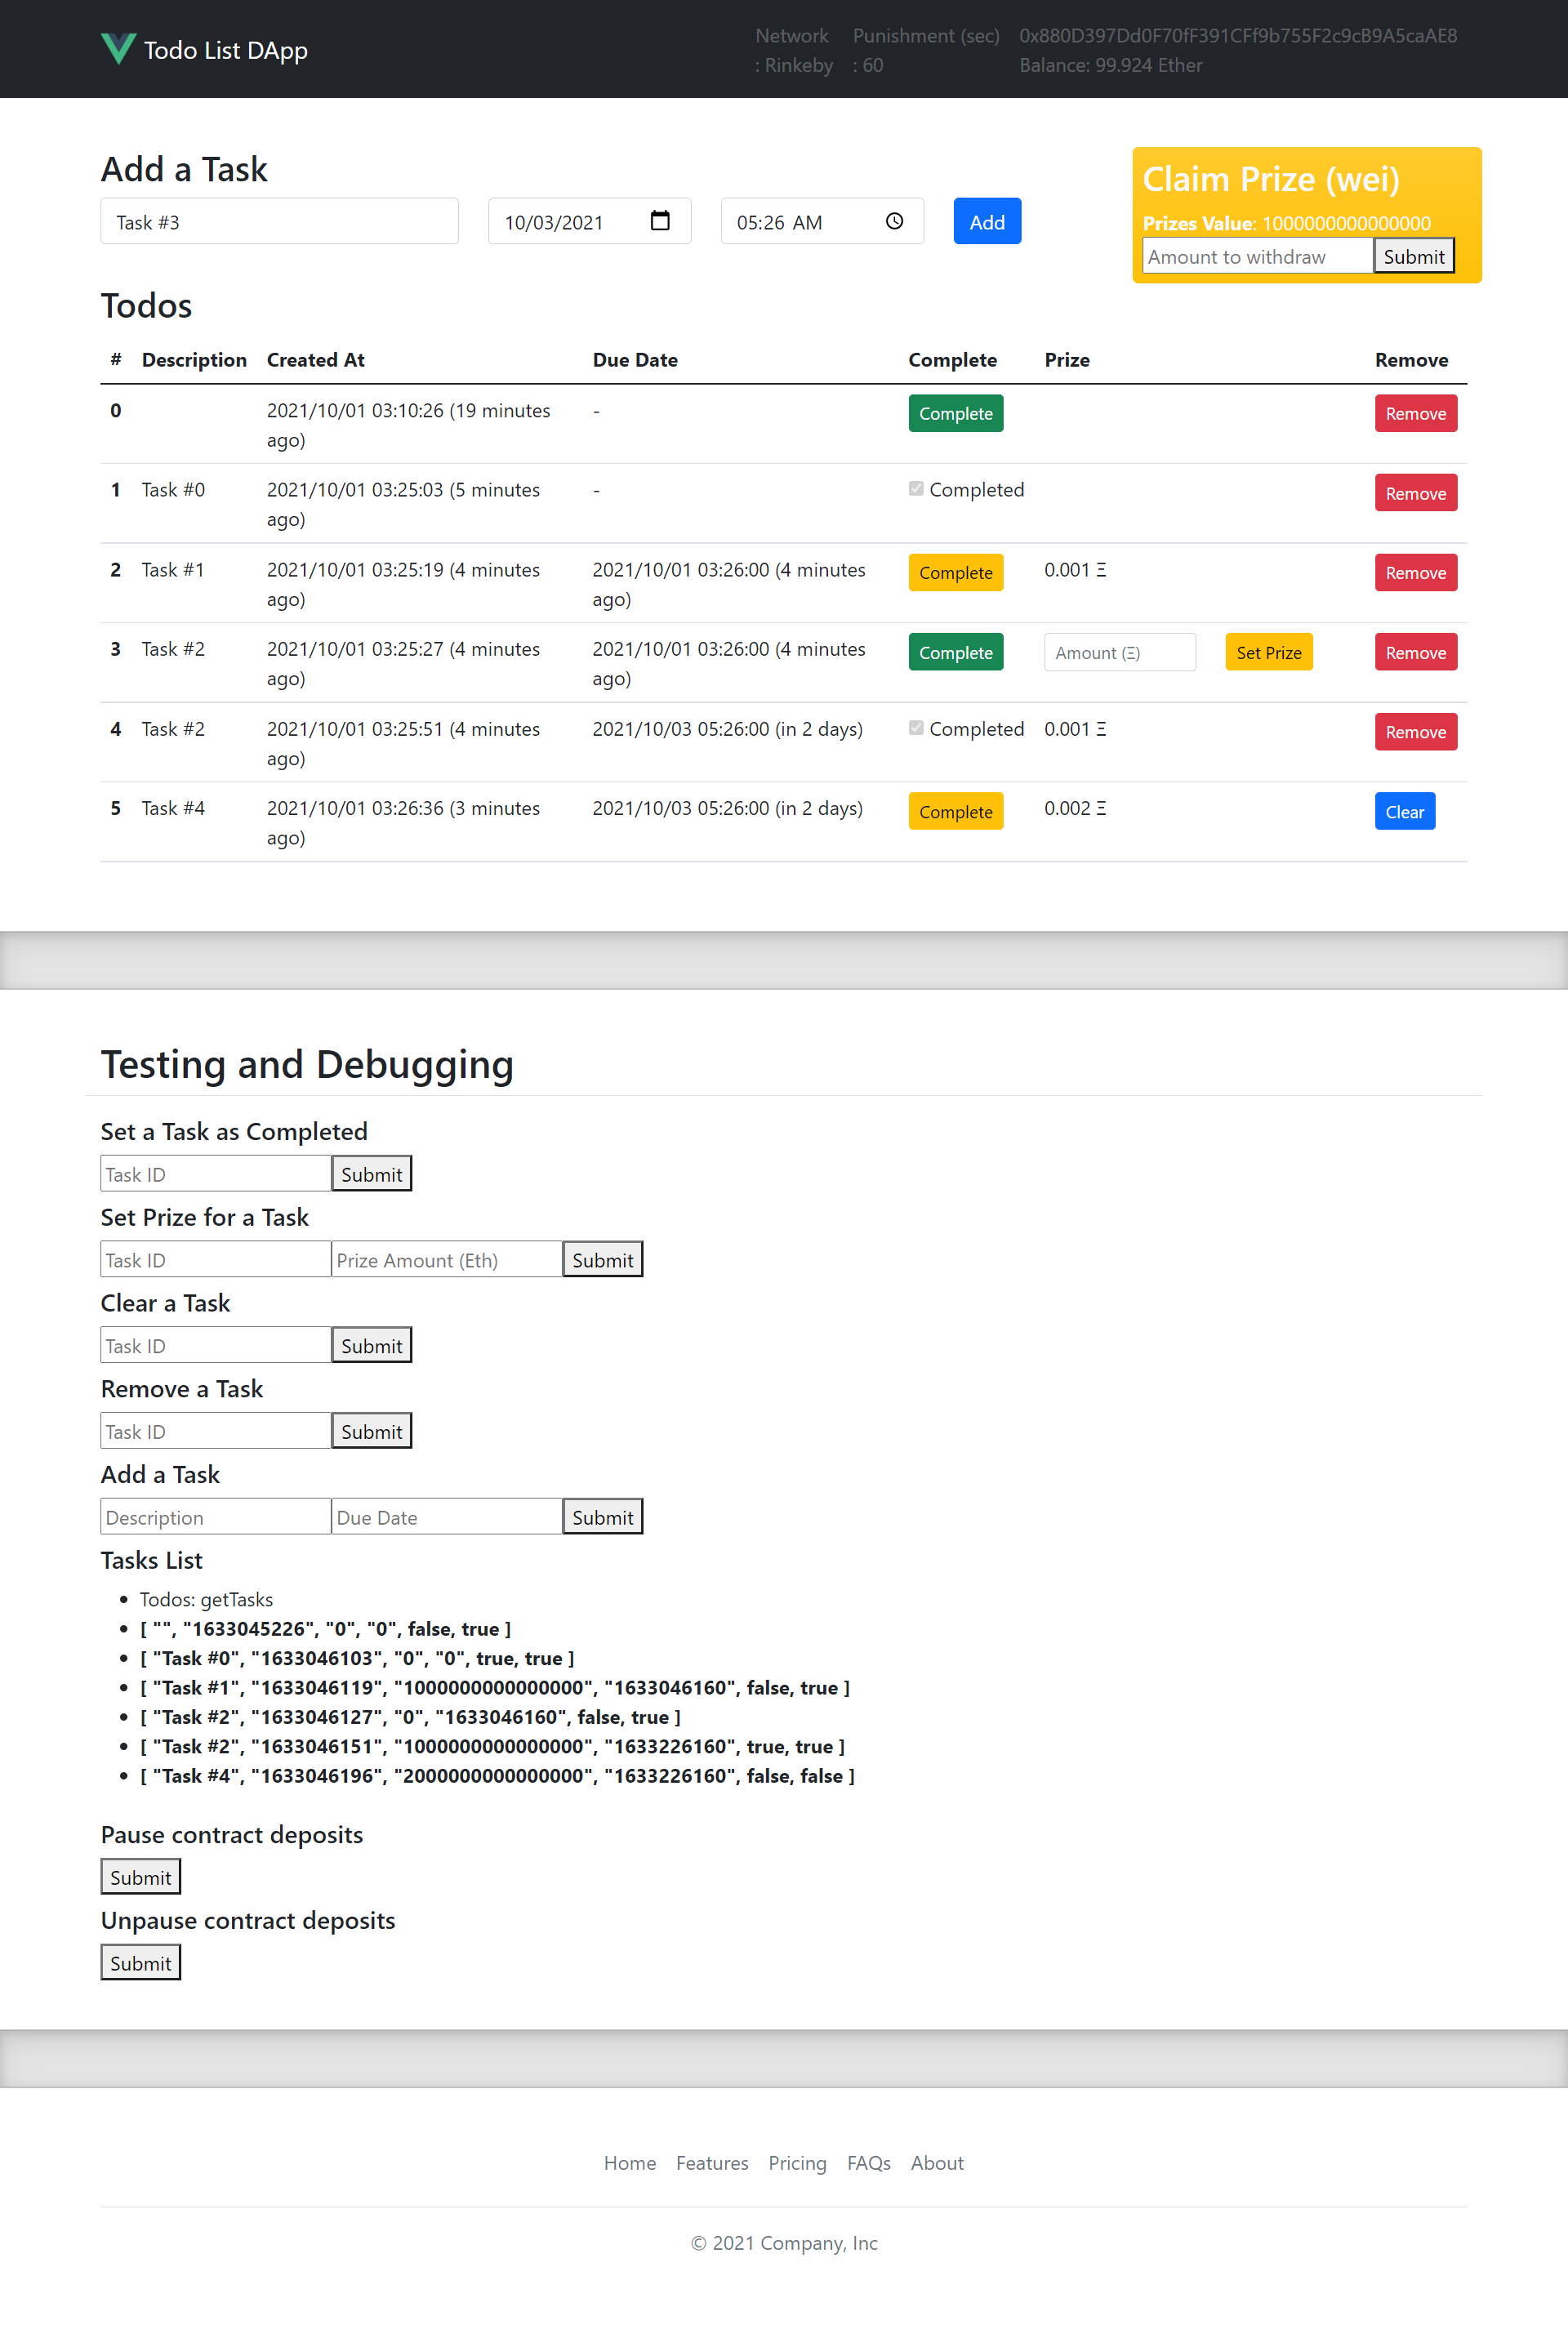 Todo List DApp
Network
: Rinkeby
Punishment (sec)
: 60
0x880D397Dd0F70fF391CFf9b755F2c9cB9A5caAE8
Balance: 99.924 Ether
Add a Task
Task #3
10/03/2021
05:26 AM
Add
Claim Prize (wei)
Prizes Value: 1000000000000000
Amount to withdraw Submit
Todos
# Description Created At Due Date Complete Prize Remove
0 2021/10/01 03:10:26 (19 minutes - Complete Remove
ago)
1 Task #0 2021/10/01 03:25:03 (5 minutes - Completed Remove
ago)
2 Task #1 2021/10/01 03:25:19 (4 minutes 2021/10/01 03:26:00 (4 minutes Complete 0.001 Ξ Remove
ago) ago)
3 Task #2 2021/10/01 03:25:27 (4 minutes 2021/10/01 03:26:00 (4 minutes Complete Amount (Ξ) Set Prize Remove
ago) ago)
4 Task #2 2021/10/01 03:25:51 (4 minutes 2021/10/03 05:26:00 (in 2 days) Completed 0.001 Ξ Remove
ago)
5 Task #4 2021/10/01 03:26:36 (3 minutes 2021/10/03 05:26:00 (in 2 days) Complete 0.002 Ξ Clear
ago)
Testing and Debugging
Set a Task as Completed
Task ID Submit
Set Prize for a Task
Task ID Prize Amount (Eth) Submit
Clear a Task
Task ID Submit
Remove a Task
Task ID Submit
Add a Task
Description Due Date Submit
Tasks List
• Todos: getTasks
• [ "", "1633045226", "0", "0", false, true ]
• [ "Task #0", "1633046103", "0", "0", true, true ]
• [ "Task #1", "1633046119", "1000000000000000", "1633046160", false, true ]
• [ "Task #2", "1633046127", "0", "1633046160", false, true ]
• [ "Task #2", "1633046151", "1000000000000000", "1633226160", true, true ]
• [ "Task #4", "1633046196", "2000000000000000", "1633226160", false, false ]
Pause contract deposits
Submit
Unpause contract deposits
Submit
Home Features Pricing FAQs About
© 2021 Company, Inc